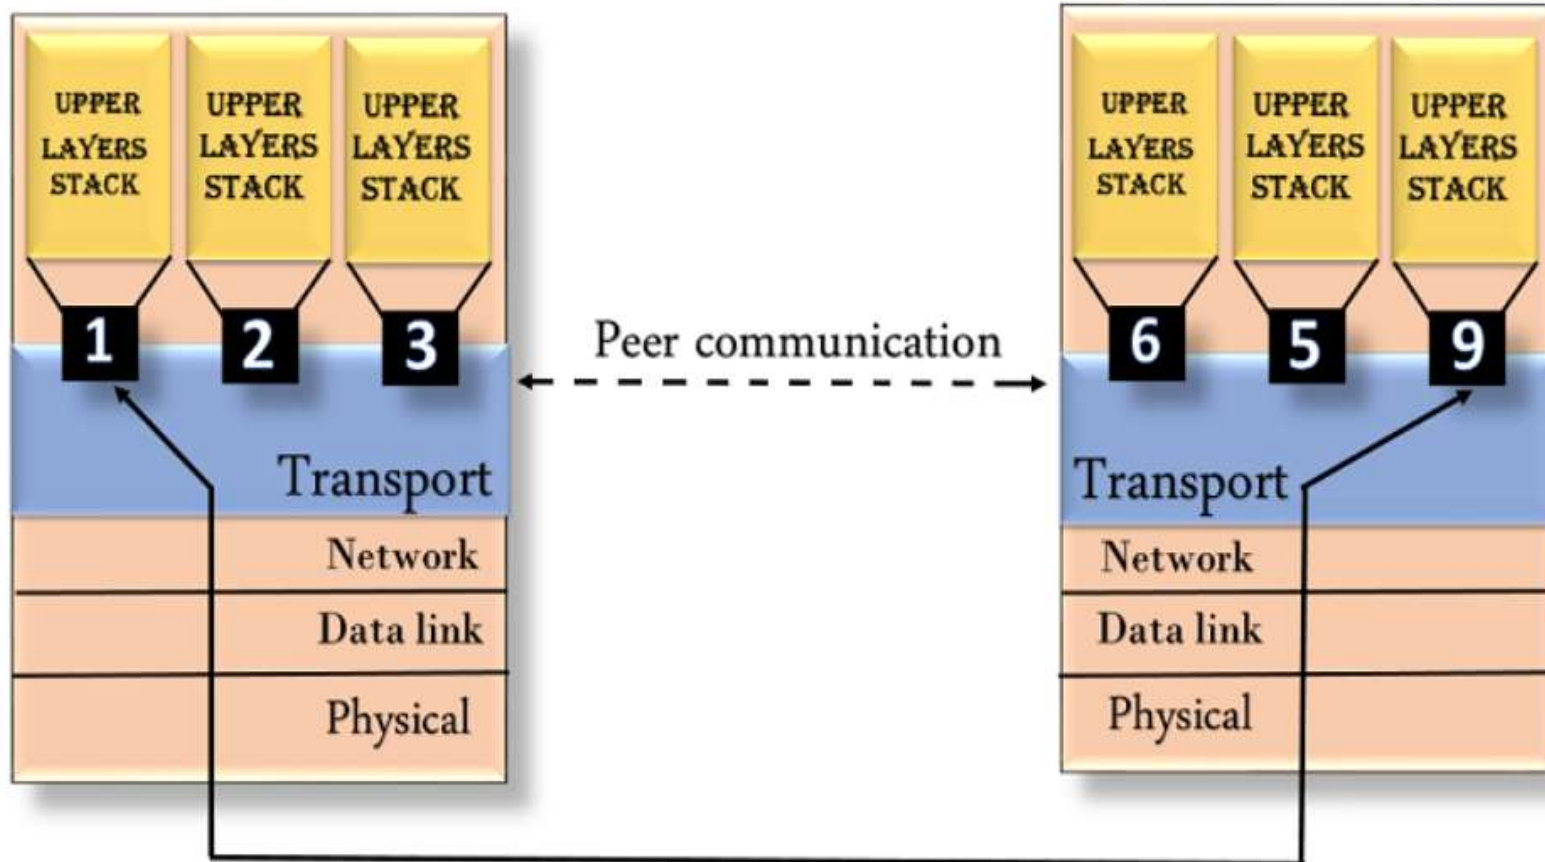 UPPER
LAYERS
STACK
UPPER
LAYERS
STACK
UPPER
LAYERS
STACK
1
2
3
Transport
Network
Data link
Physical
Peer communication
UPPER
LAYERS
STACK
UPPER
LAYERS
STACK
UPPER
LAYERS
STACK
6
5
9
Transport
Network
Data link
Physical